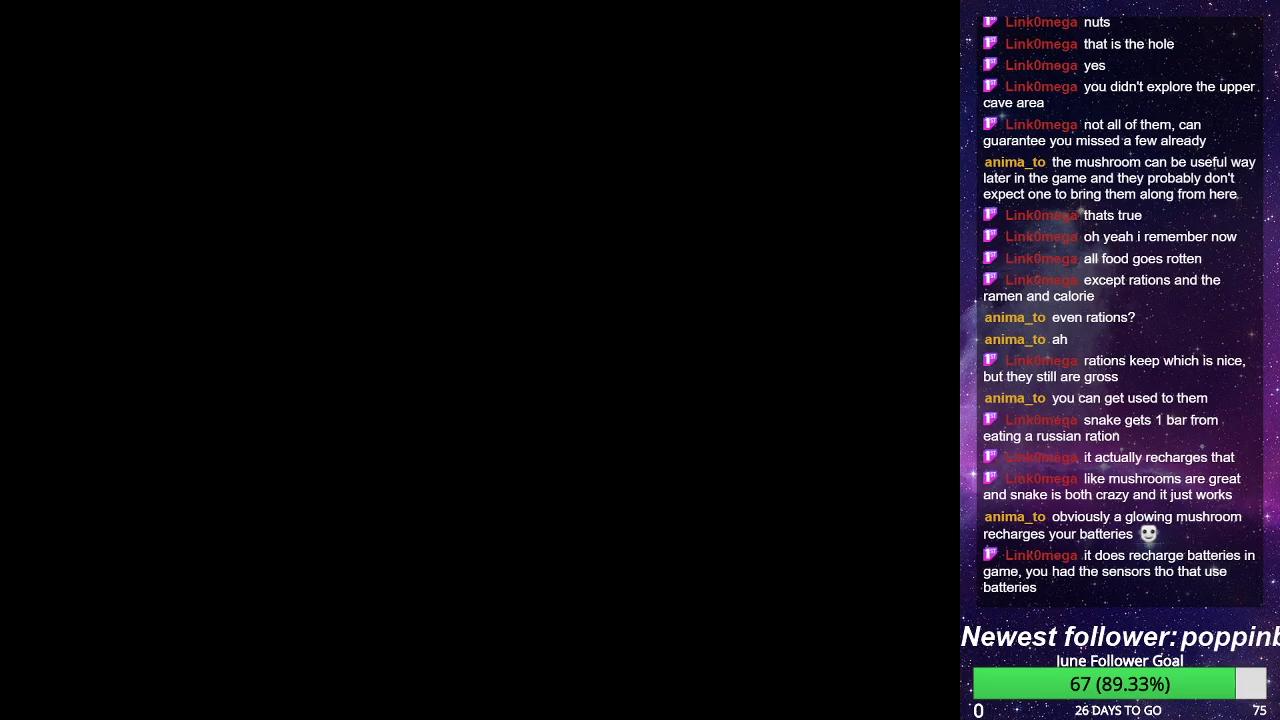 Link0mega nuts
Link0mega that is the hole
Link0mega yes
Link0mega you didn't explore the upper
cave area
Link0mega not all of them, can
guarantee you missed a few already
anima_to the mushroom can be useful way
later in the game and they probably don't
expect one to bring them along from here
Link0mega thats true
Link0mega oh yeah i remember now
Link0mega all food goes rotten
Link0mega except rations and the
ramen and calorie
anima_to even rations?
anima_to ah
Link0mega rations keep which is nice,
but they still are gross
anima_to you can get used to them
Link0mega snake gets 1 bar from
eating a russian ration
Link0mega it actually recharges that
Link0mega like mushrooms are great
and snake is both crazy and it just works
anima_to obviously a glowing mushroom
recharges your batteries
Link0mega it does recharge batteries in
game, you had the sensors tho that use
batteries
Newest follower: poppinb
June Follower Goal
67 (89.33%)
0 26 DAYS TO GO 75